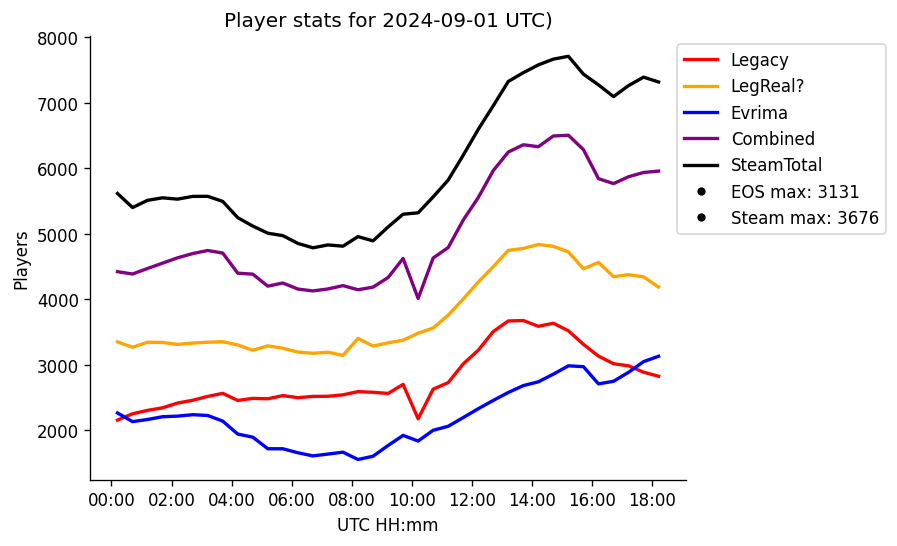 Player stats for 2024-09-01 UTC)
8000
7000
6000
5000
4000
3000
2000
Players
00:00 02:00 04:00 06:00 08:00 10:00 12:00 14:00 16:00 18:00
UTC HH:mm
Legacy
LegReal?
Evrima
Combined
SteamTotal
EOS max: 3131
Steam max: 3676